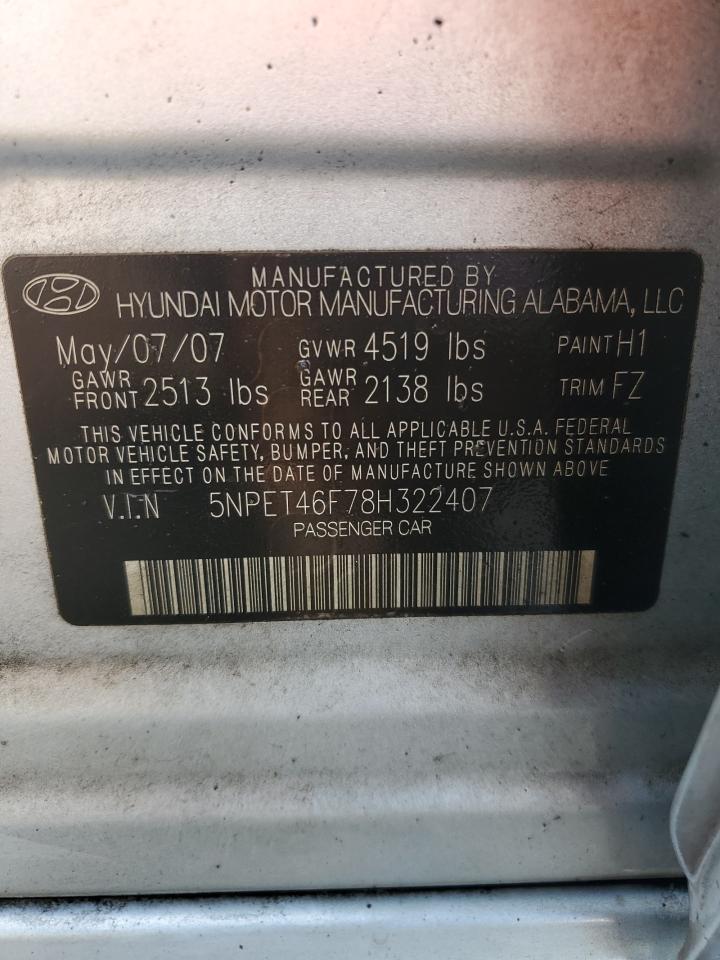 MANUFACTURED BY
HYUNDAI MOTOR MANUFACTURING ALABAMA, LLC
May/07/07 GVWR 4519 lbs PAINT H1
GAWR FRONT 2513 lbs GAWR REAR 2138 lbs TRIM FZ
THIS VEHICLE CONFORMS TO ALL APPLICABLE U.S.A. FEDERAL
MOTOR VEHICLE SAFETY, BUMPER, AND THEFT PREVENTION STANDARDS
IN EFFECT ON THE DATE OF MANUFACTURE SHOWN ABOVE
V.I.N 5NPET46F78H322407
PASSENGER CAR